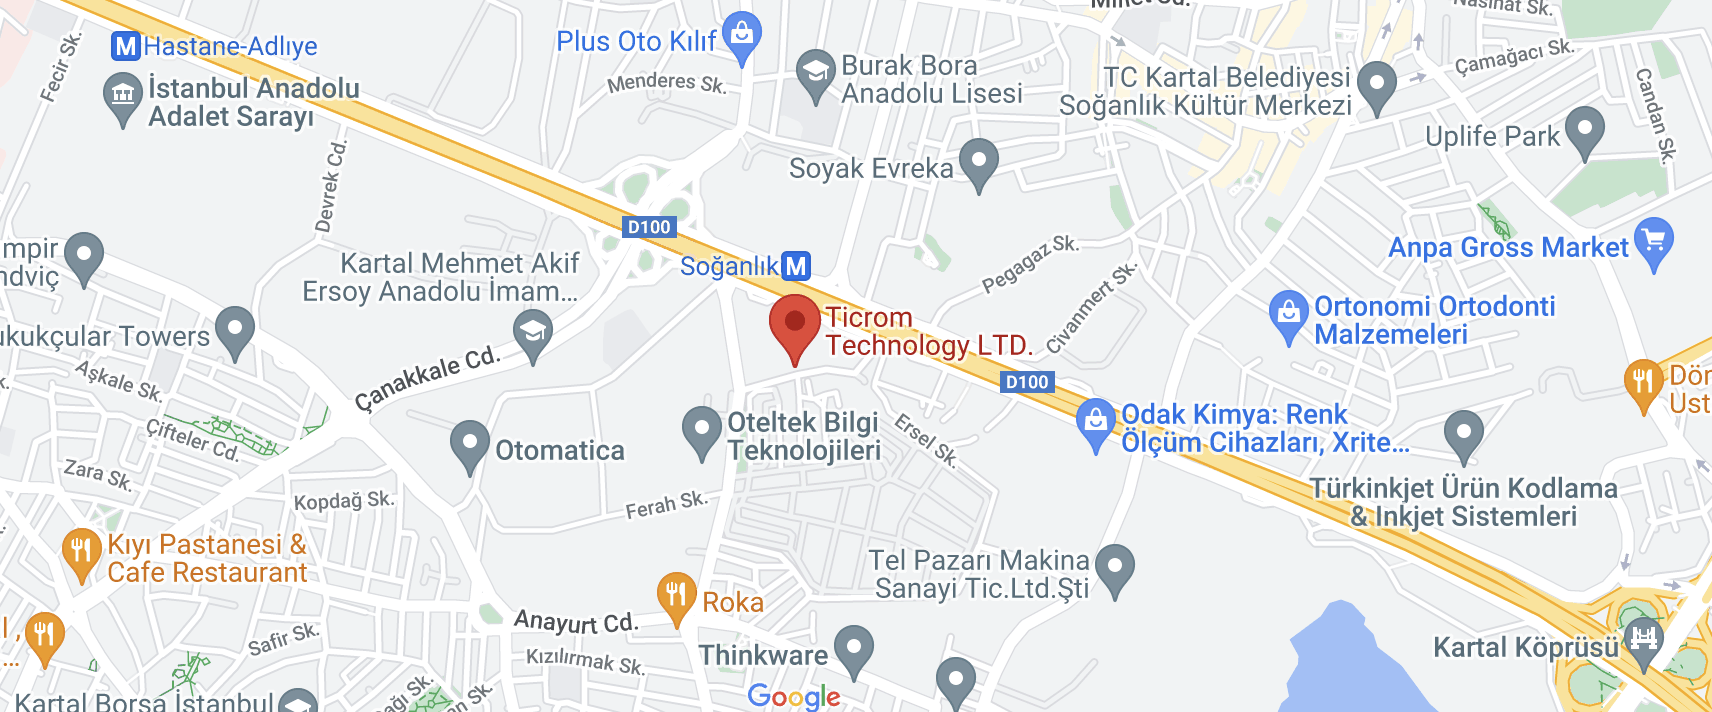 Millet Cd.
Nasihat Sk.
Hastane-Adliye
Plus Oto Kılıf
Fecir Sk.
Menderes Sk.
Burak Bora
Anadolu Lisesi
TC Kartal Belediyesi
Soğanlık Kültür Merkezi
Çamağacı Sk.
Candan Sk.
İstanbul Anadolu
Adalet Sarayı
Uplife Park
Devrek Cd.
Soyak Evreka
D100
Anpa Gross Market
Kartal Mehmet Akif
Ersoy Anadolu İmam...
Soğanlık
Pegagaz Sk.
Civanmert Sk.
mpir
ndviç
Ortonomi Ortodonti
Malzemeleri
Ticrom
Technology LTD.
ukukçular Towers
Çanakkale Cd.
D100
Aşkale Sk.
Dör
Ust
Odak Kimya: Renk
Ölçüm Cihazları, Xrite...
Oteltek Bilgi
Teknolojileri
Ersel Sk.
Çifteler Cd.
Otomatica
Zara Sk.
Kopdağ Sk.
Ferah Sk.
Türkinkjet Ürün Kodlama
& Inkjet Sistemleri
Kıyı Pastanesi &
Cafe Restaurant
Tel Pazarı Makina
Sanayi Tic.Ltd.Şti
Roka
Anayurt Cd.
Safir Sk.
Kızılırmak Sk.
Thinkware
Kartal Köprüsü
Google
Kartal Borsa İstanbul